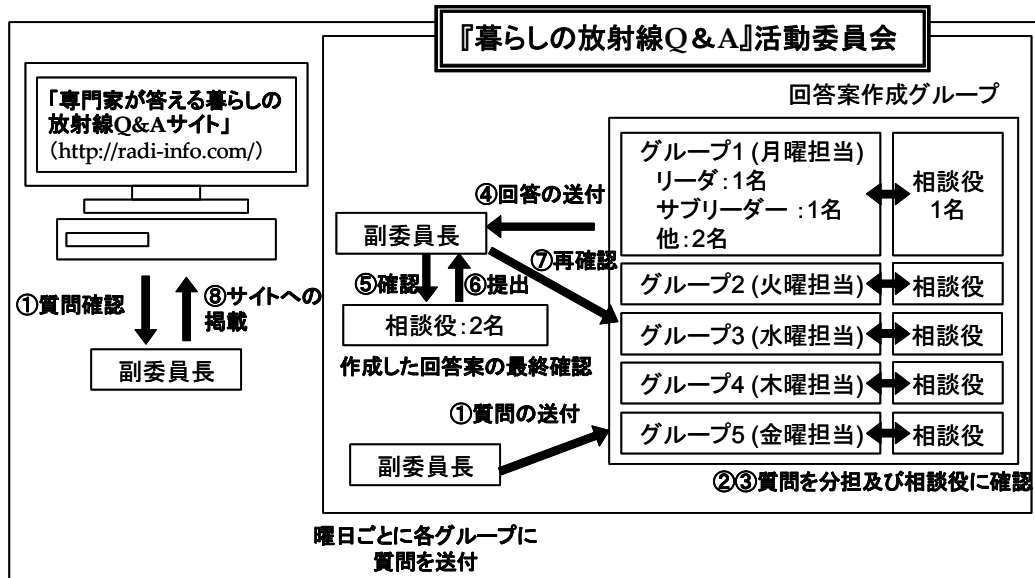 『暮らしの放射線Q&A』活動委員会
「専門家が答える暮らしの
放射線Q&Aサイト」
(http://radi-info.com/)
①質問確認
⑧サイトへの
掲載
副委員長
回答案作成グループ
グループ1 (月曜担当)
リーダ:1名
サブリーダー :1名
他:2名
相談役
1名
グループ2 (火曜担当)
相談役
グループ3 (水曜担当)
相談役
グループ4 (木曜担当)
相談役
グループ5 (金曜担当)
相談役
②③質問を分担及び相談役に確認
④回答の送付
副委員長
⑦再確認
⑤確認
⑥提出
相談役:2名
作成した回答案の最終確認
①質問の送付
副委員長
曜日ごとに各グループに
質問を送付